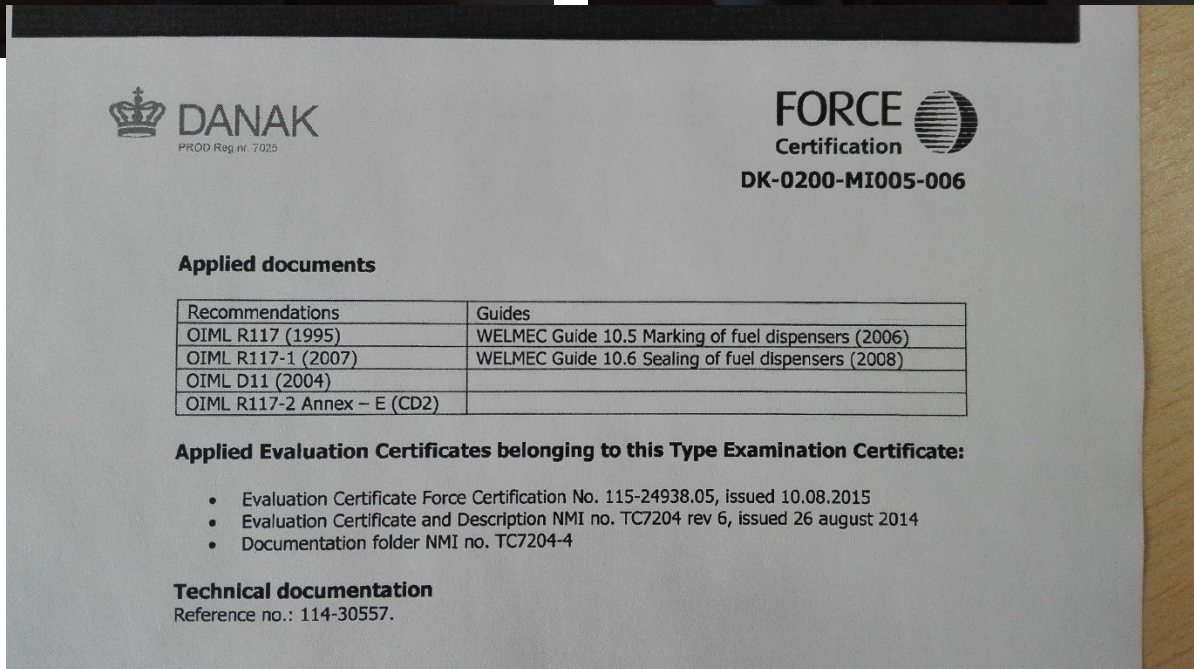 DANAK
PROD Reg.nr. 7025
FORCE
Certification
DK-0200-MI005-006
Applied documents
Recommendations Guides
OIML R117 (1995) WELMEC Guide 10.5 Marking of fuel dispensers (2006)
OIML R117-1 (2007) WELMEC Guide 10.6 Sealing of fuel dispensers (2008)
OIML D11 (2004)
OIML R117-2 Annex – E (CD2)
Applied Evaluation Certificates belonging to this Type Examination Certificate:
• Evaluation Certificate Force Certification No. 115-24938.05, issued 10.08.2015
• Evaluation Certificate and Description NMI no. TC7204 rev 6, issued 26 august 2014
• Documentation folder NMI no. TC7204-4
Technical documentation
Reference no.: 114-30557.